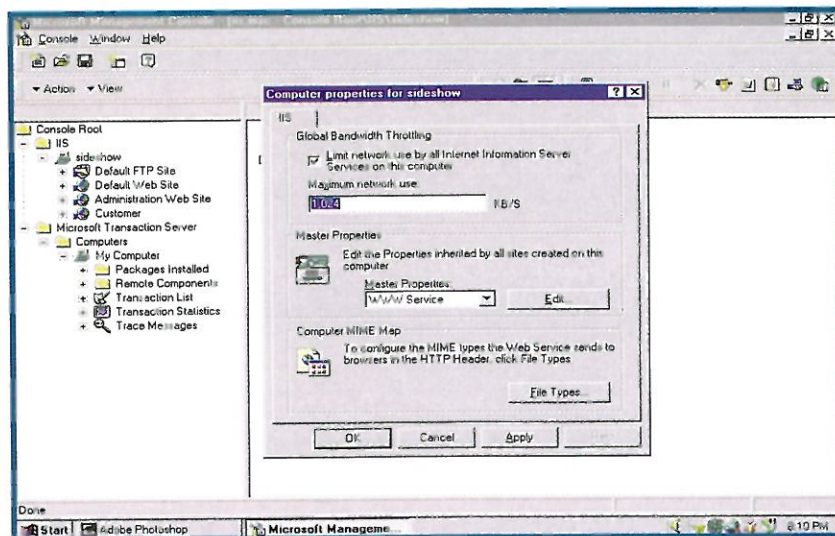 Microsoft Management Console
Console Window Help
Action View
Console Root
IIS
sideshow
Default FTP Site
Default Web Site
Administration Web Site
Customer
Microsoft Transaction Server
Computers
My Computer
Packages Installed
Remote Components
Transaction List
Transaction Statistics
Trace Messages
Computer properties for sideshow
IIS
Global Bandwidth Throttling
Limit network use by all Internet Information Server
Services on this computer
Maximum network use:
1,024 KB/S
Master Properties
Edit the Properties inherited by all sites created on this
computer
Master Properties:
WWW Service
Edit...
Computer MIME Map
To configure the MIME types the Web Service sends to
browsers in the HTTP Header, click File Types
File Types...
OK Cancel Apply
Done
Start Adobe Photoshop Microsoft Manageme... 8:10 PM